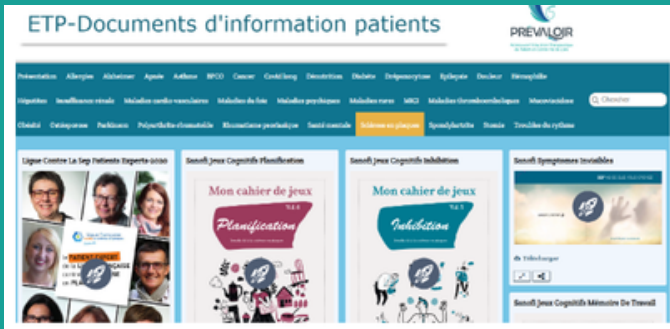 ETP-Documents d'information patients
PRÉVALOIR
Présentation Allergies Alzheimer Apnée Asthme BPCO Cancer Covid long Dénutrition Diabète Drépanocytose Epilepsie Douleur Hémophilie
Hépatites Insuffisance rénale Maladies cardio-vasculaires Maladies du foie Maladies psychiques Maladies rares MICI Maladies thromboemboliques Mucoviscidose
Chercher
Obésité Ostéoporose Parkinson Polyarthrite rhumatoïde Rhumatisme psoriasique Santé mentale Sclérose en plaques Spondylarthrite Stomie Troubles du rythme
Ligue Contre La Sep Patients Experts 2020
Sanofi Jeux Cognitifs Planification
Sanofi Jeux Cognitifs Inhibition
Sanofi Symptomes Invisibles
Mon cahier de jeux
Planification
Mon cahier de jeux
Inhibition
PATIENT EXPERT
Télécharger
Sanofi Jeux Cognitifs Mémoire De Travail